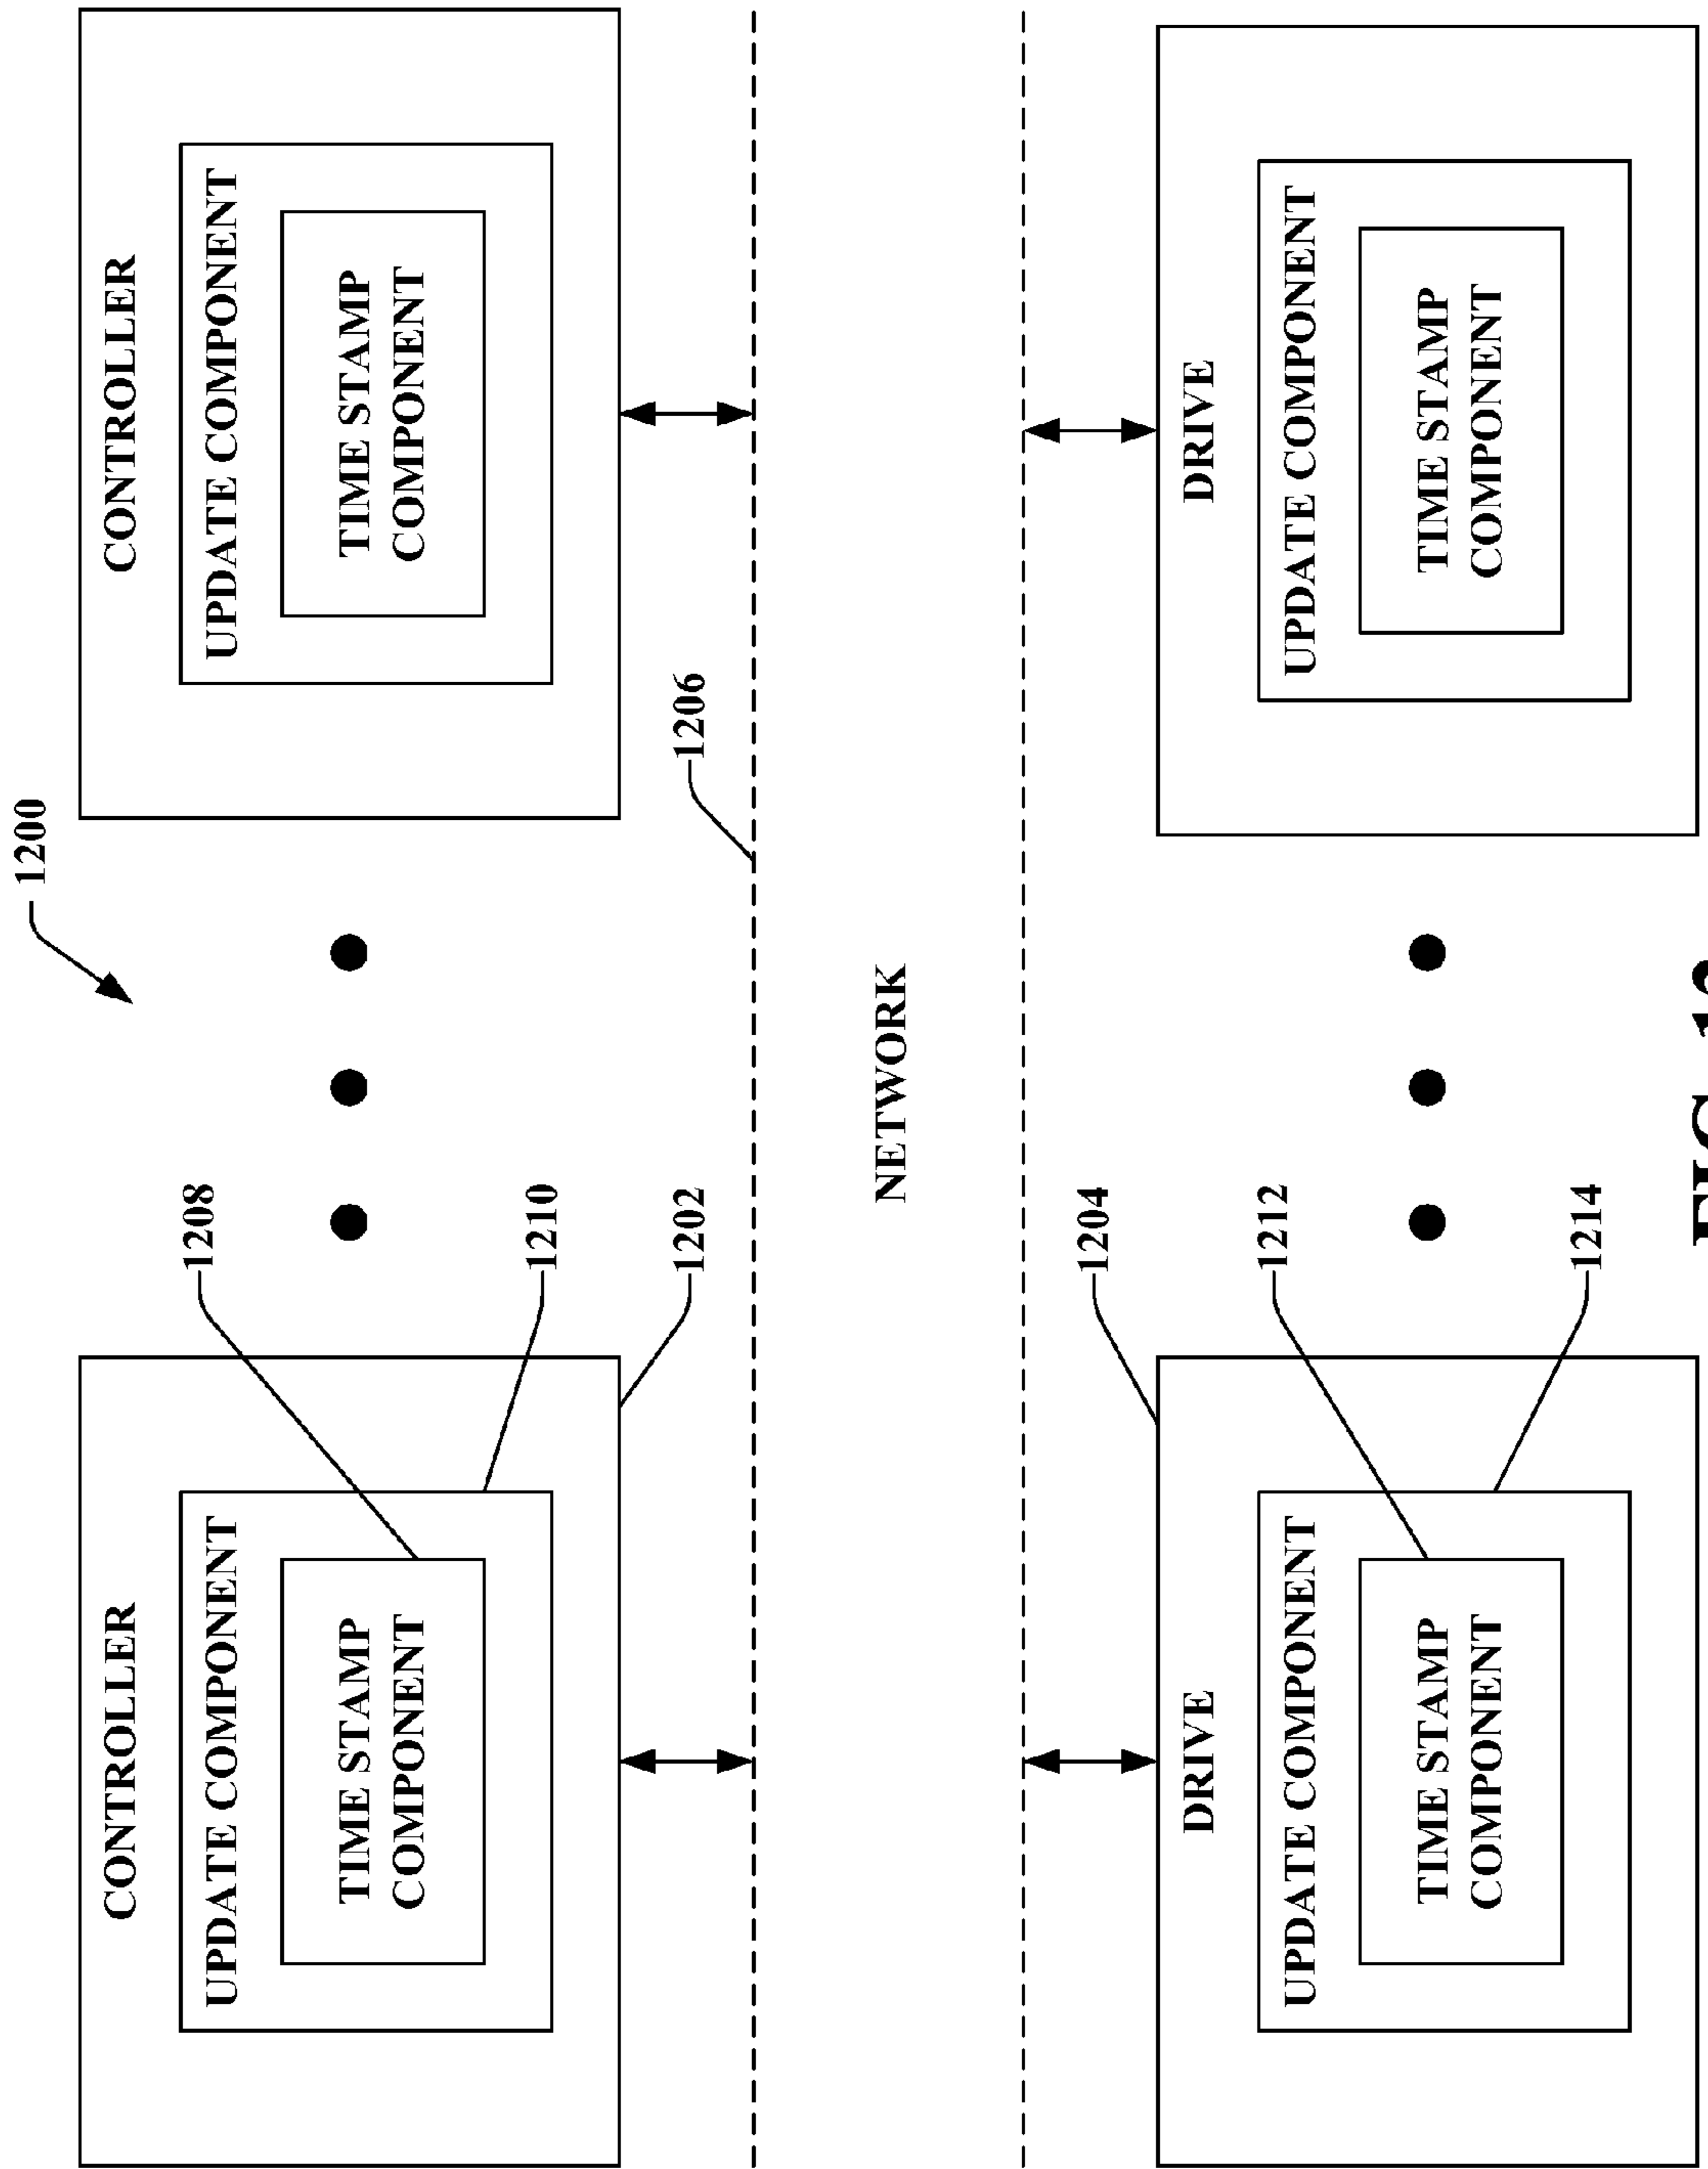 1200
CONTROLLER
UPDATE COMPONENT
TIME STAMP
COMPONENT
1208
1210
1202
CONTROLLER
UPDATE COMPONENT
TIME STAMP
COMPONENT
1206
NETWORK
1204
DRIVE
UPDATE COMPONENT
TIME STAMP
COMPONENT
1212
1214
DRIVE
UPDATE COMPONENT
TIME STAMP
COMPONENT
FIG.